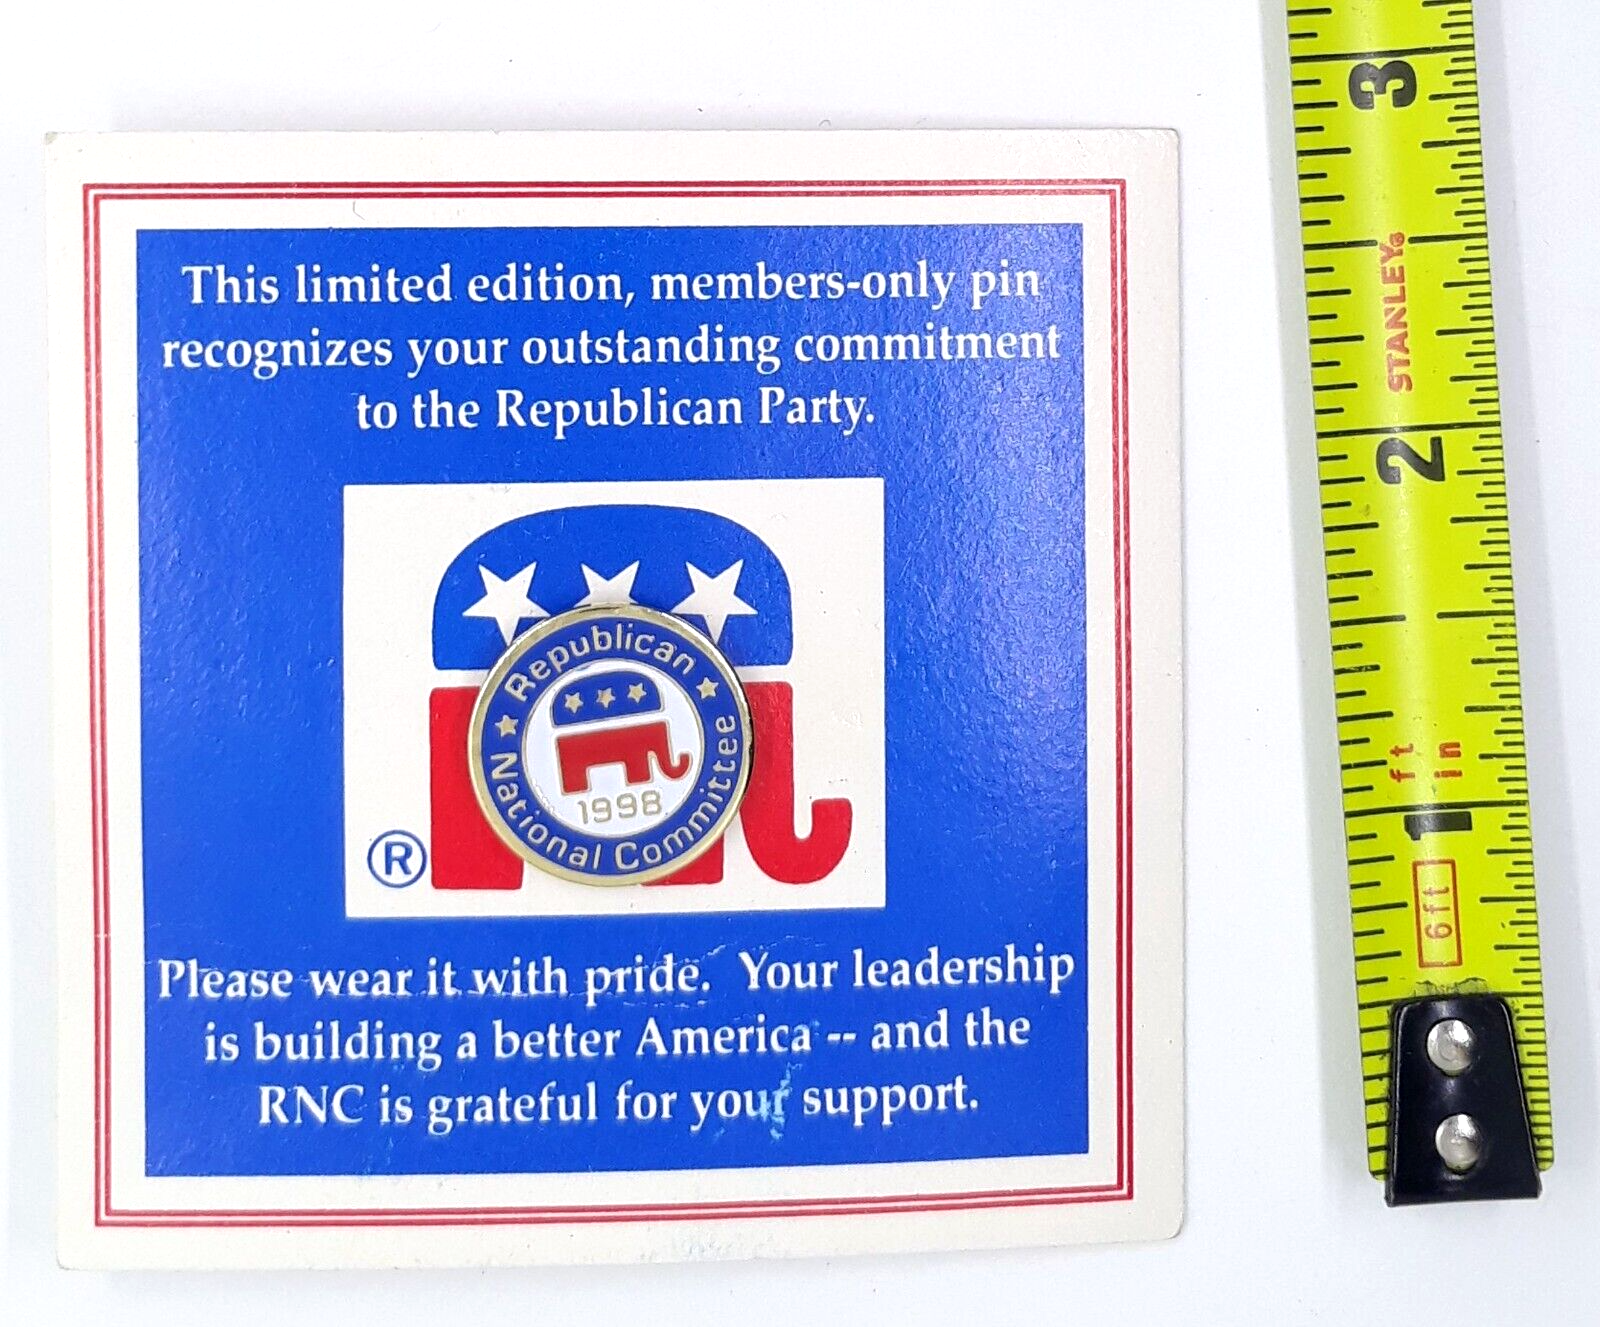 This limited edition, members-only pin
recognizes your outstanding commitment
to the Republican Party.
Republican
National Committee
1998
®
Please wear it with pride. Your leadership
is building a better America -- and the
RNC is grateful for your support.
3
STANLEY®
2
ft
in
1
6ft